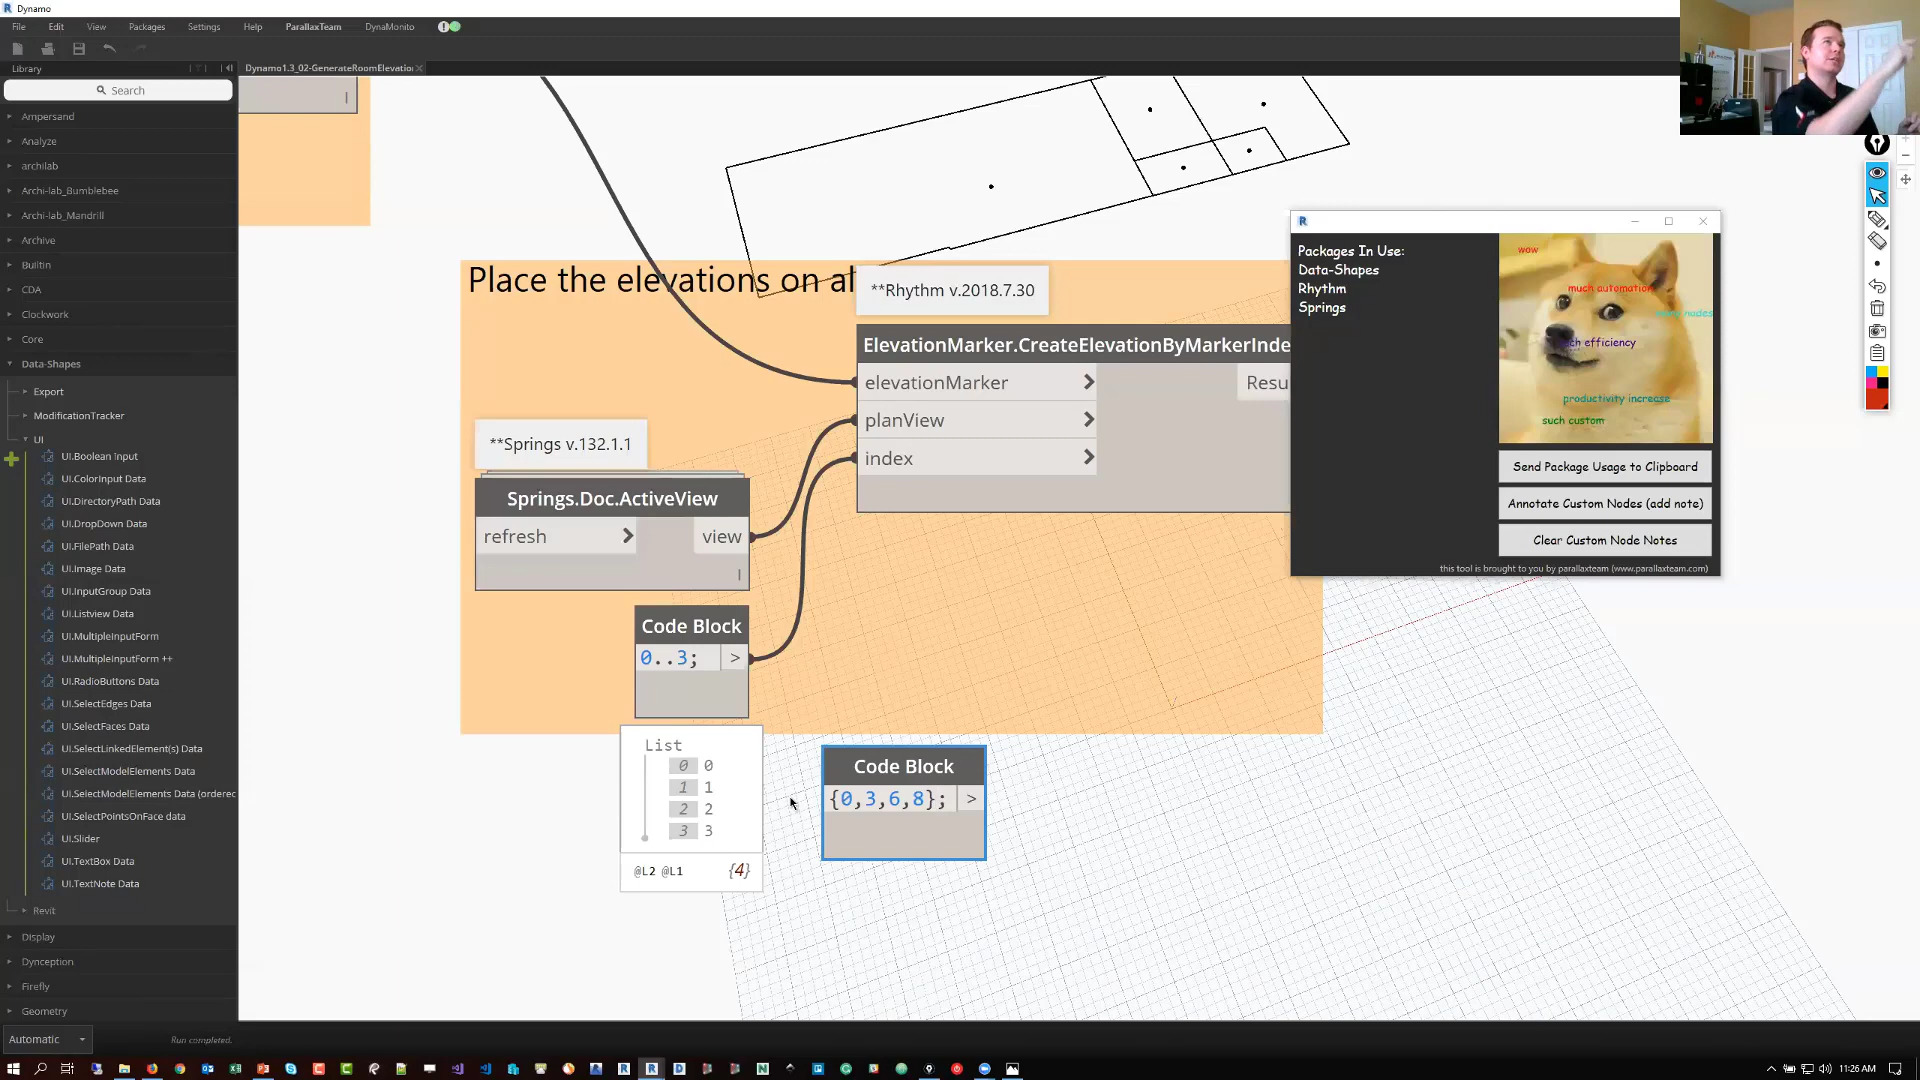 Dynamo
File Edit View Packages Settings Help ParallaxTeam DynaMonito
Library
Dynamo1.3_02-GenerateRoomElevation
Search
Ampersand
Analyze
archilab
Archi-lab_Bumblebee
Archi-lab_Mandrill
Archive
BuiltIn
CDA
Clockwork
Core
Data-Shapes
Export
ModificationTracker
UI
UI.Boolean Input
UI.ColorInput Data
UI.DirectoryPath Data
UI.DropDown Data
UI.FilePath Data
UI.Image Data
UI.InputGroup Data
UI.Listview Data
UI.MultipleInputForm
UI.MultipleInputForm ++
UI.RadioButtons Data
UI.SelectEdges Data
UI.SelectFaces Data
UI.SelectLinkedElement(s) Data
UI.SelectModelElements Data
UI.SelectModelElements Data (orderec
UI.SelectPointsOnFace data
UI.Slider
UI.TextBox Data
UI.TextNote Data
Revit
Display
Dynception
Firefly
Geometry
Automatic
Run completed.
Place the elevations on al
**Rhythm v.2018.7.30
ElevationMarker.CreateElevationByMarkerInde
elevationMarker > Resu
planView >
index >
**Springs v.132.1.1
Springs.Doc.ActiveView
refresh > view
Code Block
0..3; >
List
0 0
1 1
2 2
3 3
@L2 @L1 {4}
Code Block
{0,3,6,8}; >
Packages In Use:
Data-Shapes
Rhythm
Springs
wow
much automation
many nodes
such efficiency
productivity increase
such custom
Send Package Usage to Clipboard
Annotate Custom Nodes (add note)
Clear Custom Node Notes
this tool is brought to you by parallaxteam (www.parallaxteam.com)
11:26 AM